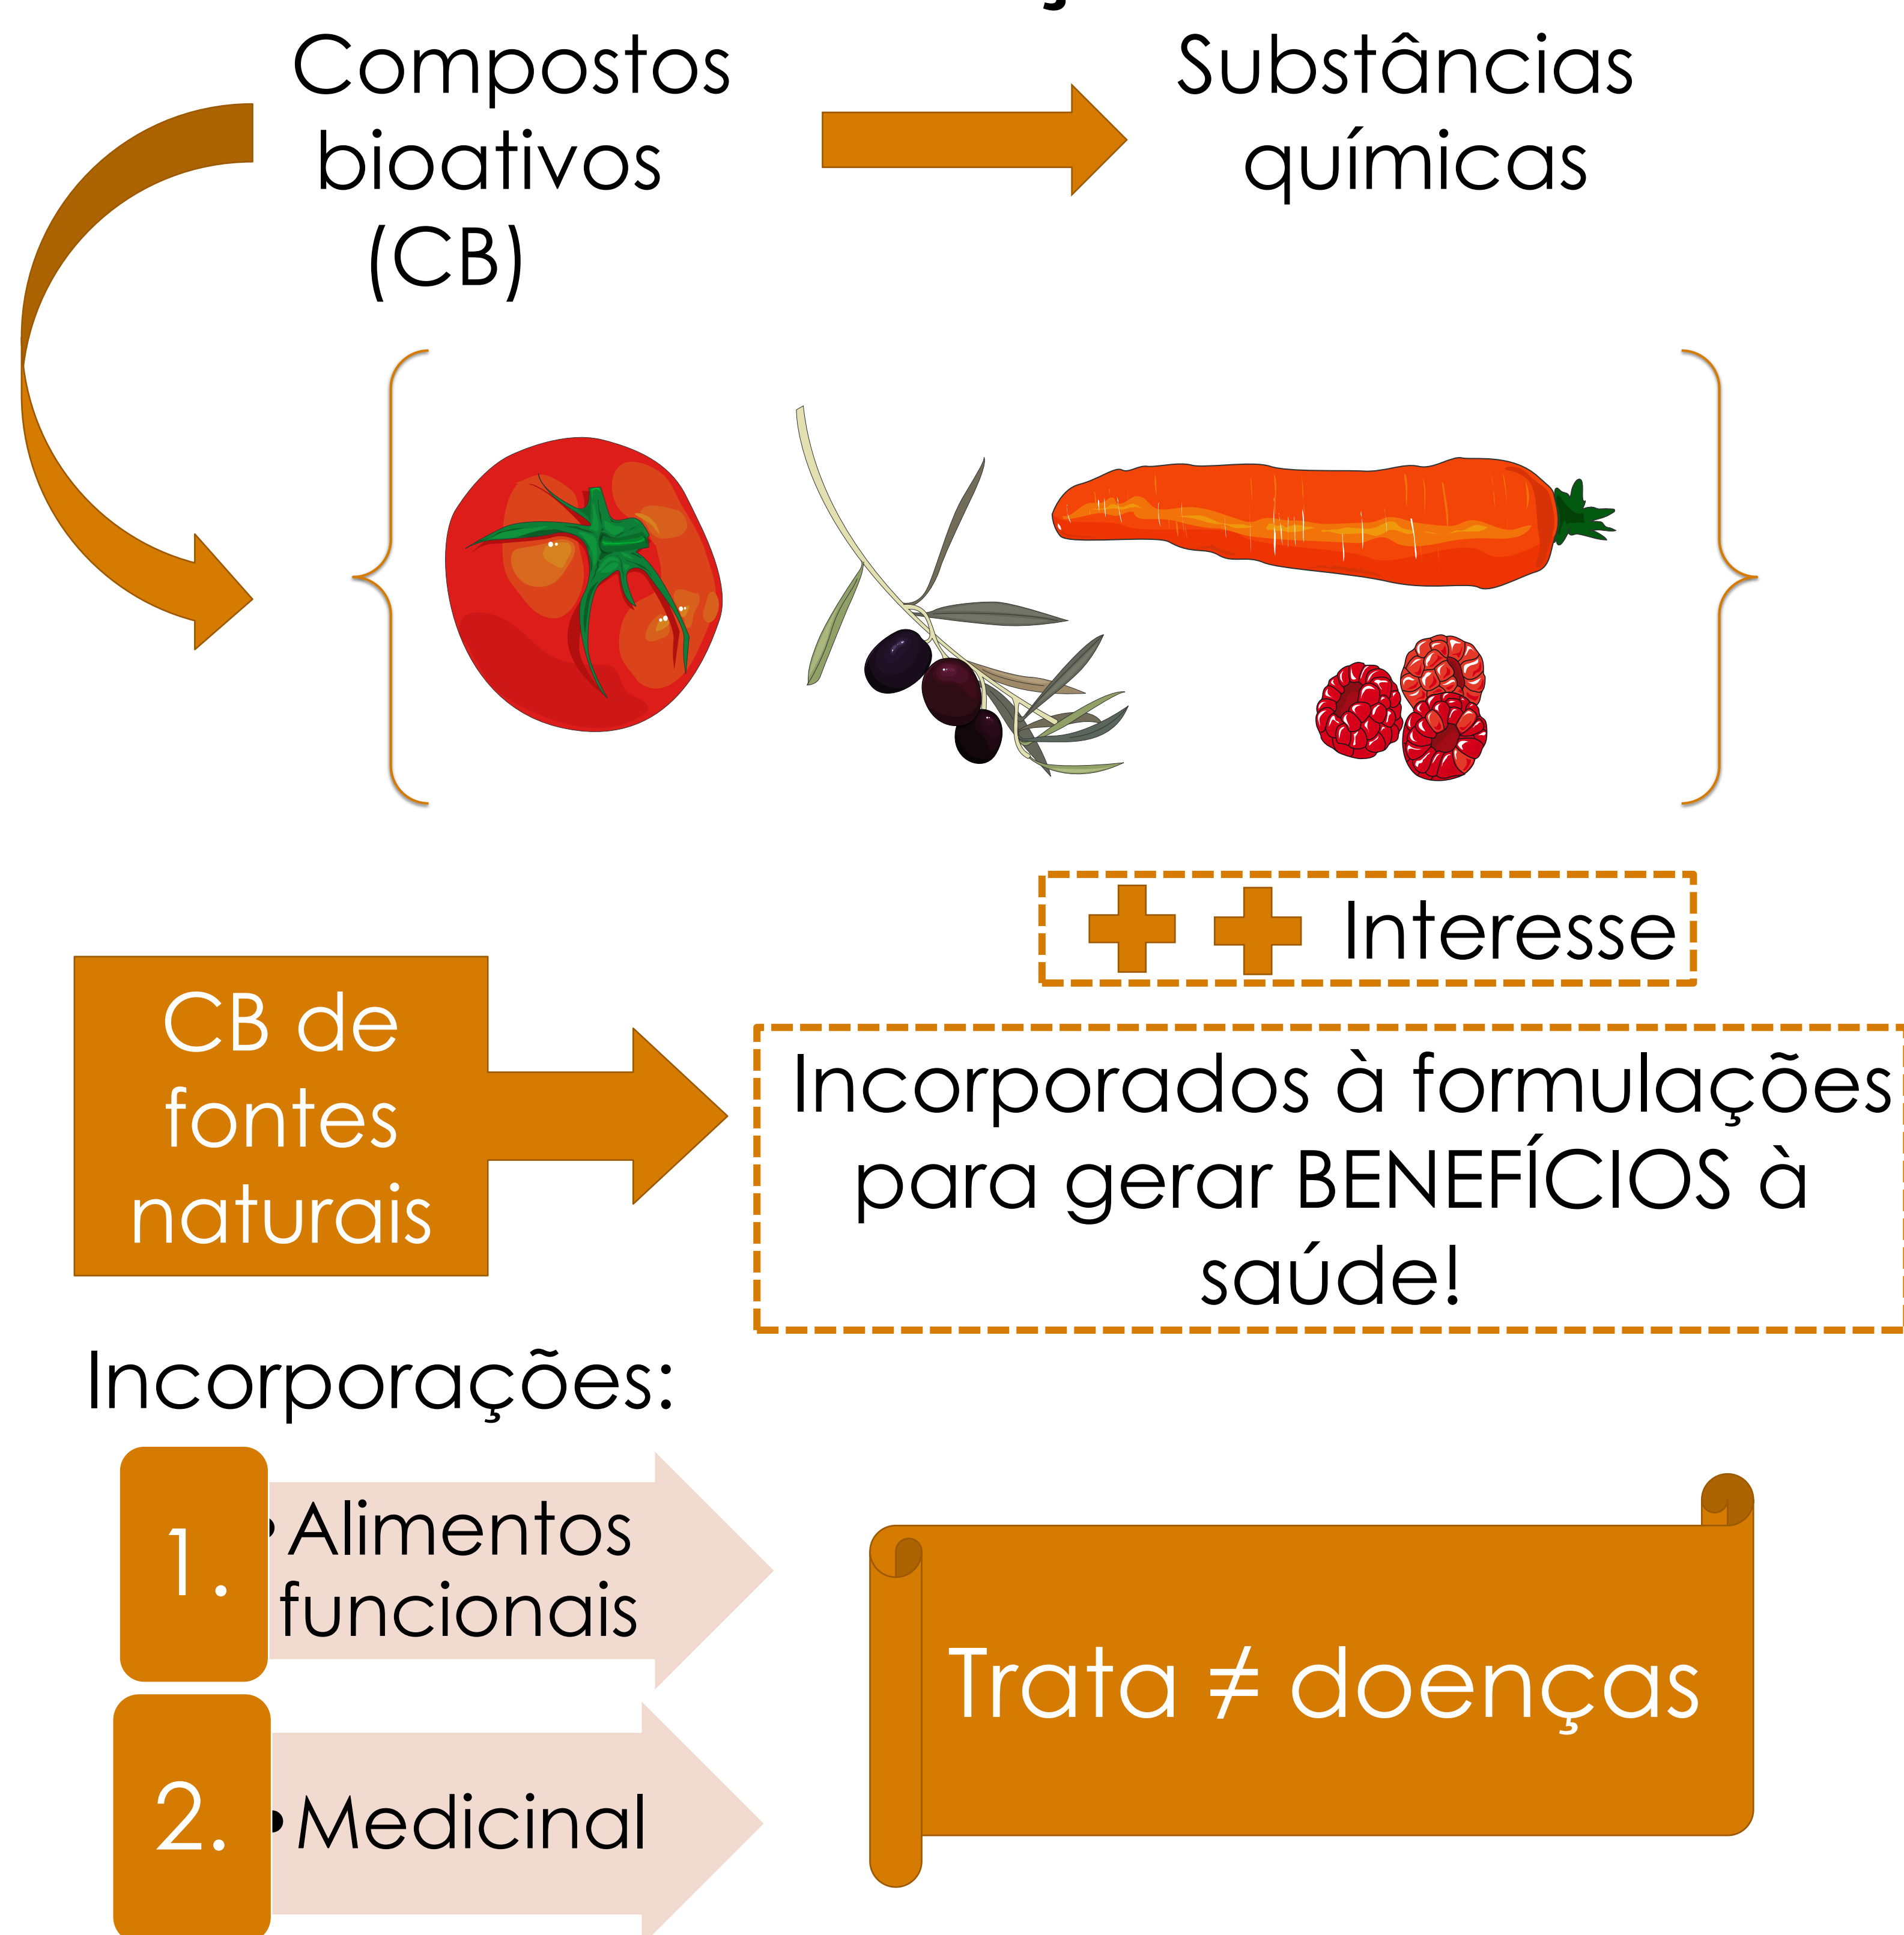 Compostos
bioativos
(CB)
Substâncias
químicas
Interesse
CB de
fontes
naturais
Incorporados à formulações
para gerar BENEFÍCIOS à
saúde!
Incorporações:
1.
•Alimentos
funcionais
2.
•Medicinal
Trata ≠ doenças